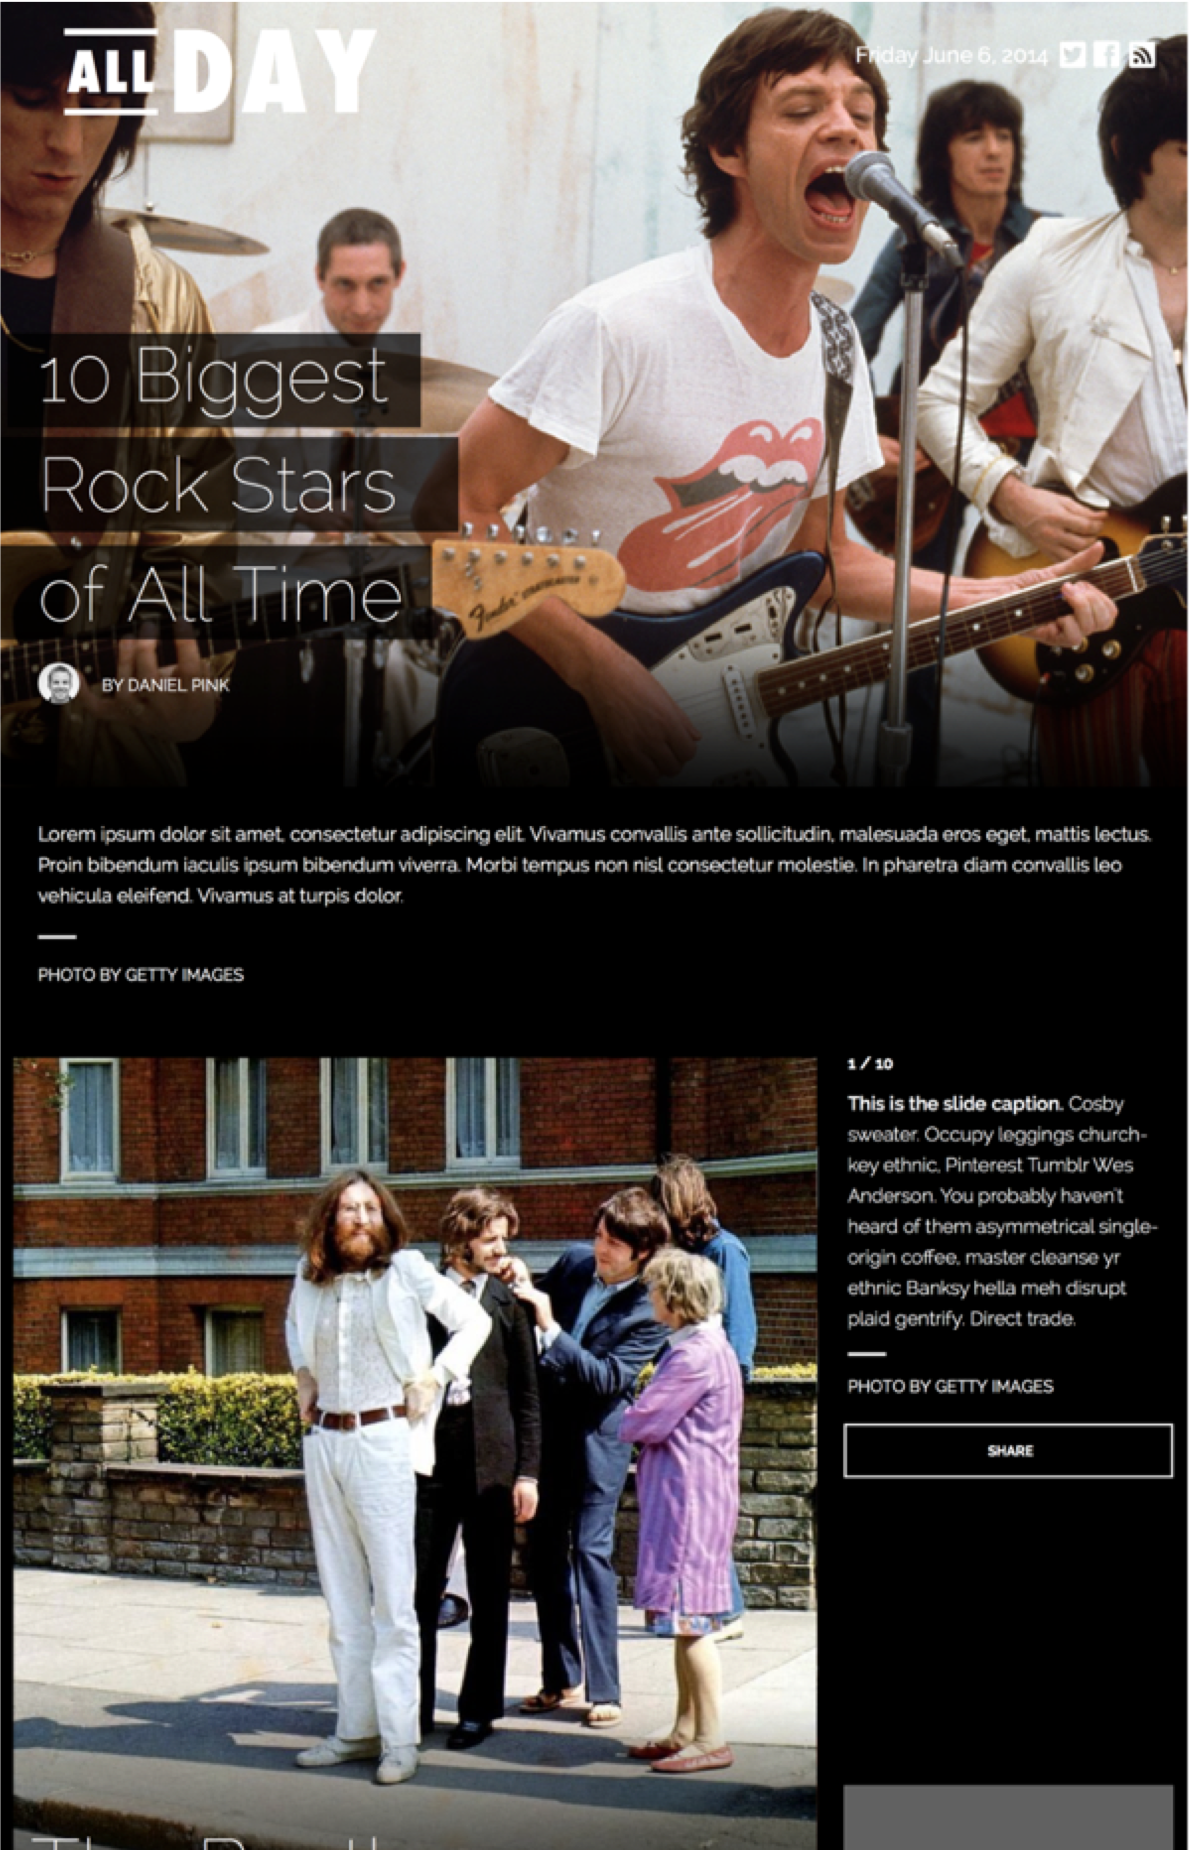 ALL DAY
Friday June 6, 2014
10 Biggest
Rock Stars
of All Time
Fender
BY DANIEL PINK
Lorem ipsum dolor sit amet, consectetur adipiscing elit. Vivamus convallis ante sollicitudin, malesuada eros eget, mattis lectus.
Proin bibendum iaculis ipsum bibendum viverra. Morbi tempus non nisl consectetur molestie. In pharetra diam convallis leo
vehicula eleifend. Vivamus at turpis dolor.
PHOTO BY GETTY IMAGES
1 / 10
This is the slide caption. Cosby
sweater. Occupy leggings church-
key ethnic, Pinterest Tumblr Wes
Anderson. You probably haven't
heard of them asymmetrical single-
origin coffee, master cleanse yr
ethnic Banksy hella meh disrupt
plaid gentrify. Direct trade.
PHOTO BY GETTY IMAGES
SHARE